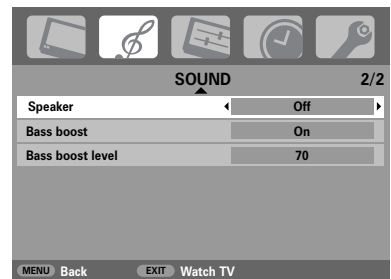 SOUND 2/2
Speaker Off
Bass boost On
Bass boost level 70
MENU Back EXIT Watch TV